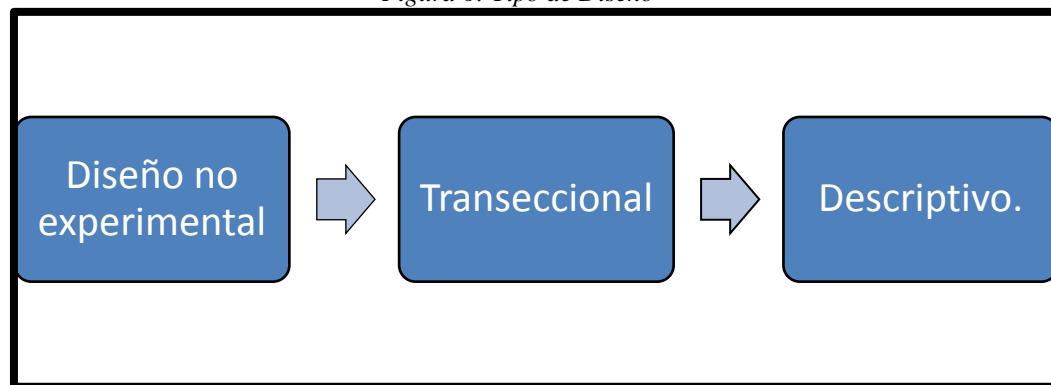 Diseño no
experimental
Transeccional
Descriptivo.